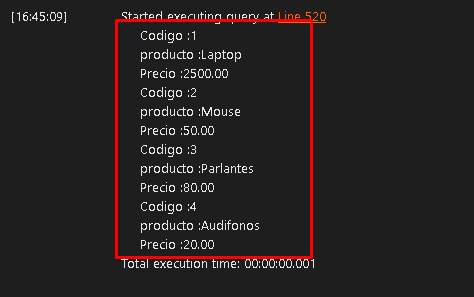 [16:45:09] Started executing query at Line 520
Codigo :1
producto :Laptop
Precio :2500.00
Codigo :2
producto :Mouse
Precio :50.00
Codigo :3
producto :Parlantes
Precio :80.00
Codigo :4
producto :Audifonos
Precio :20.00
Total execution time: 00:00:00.001